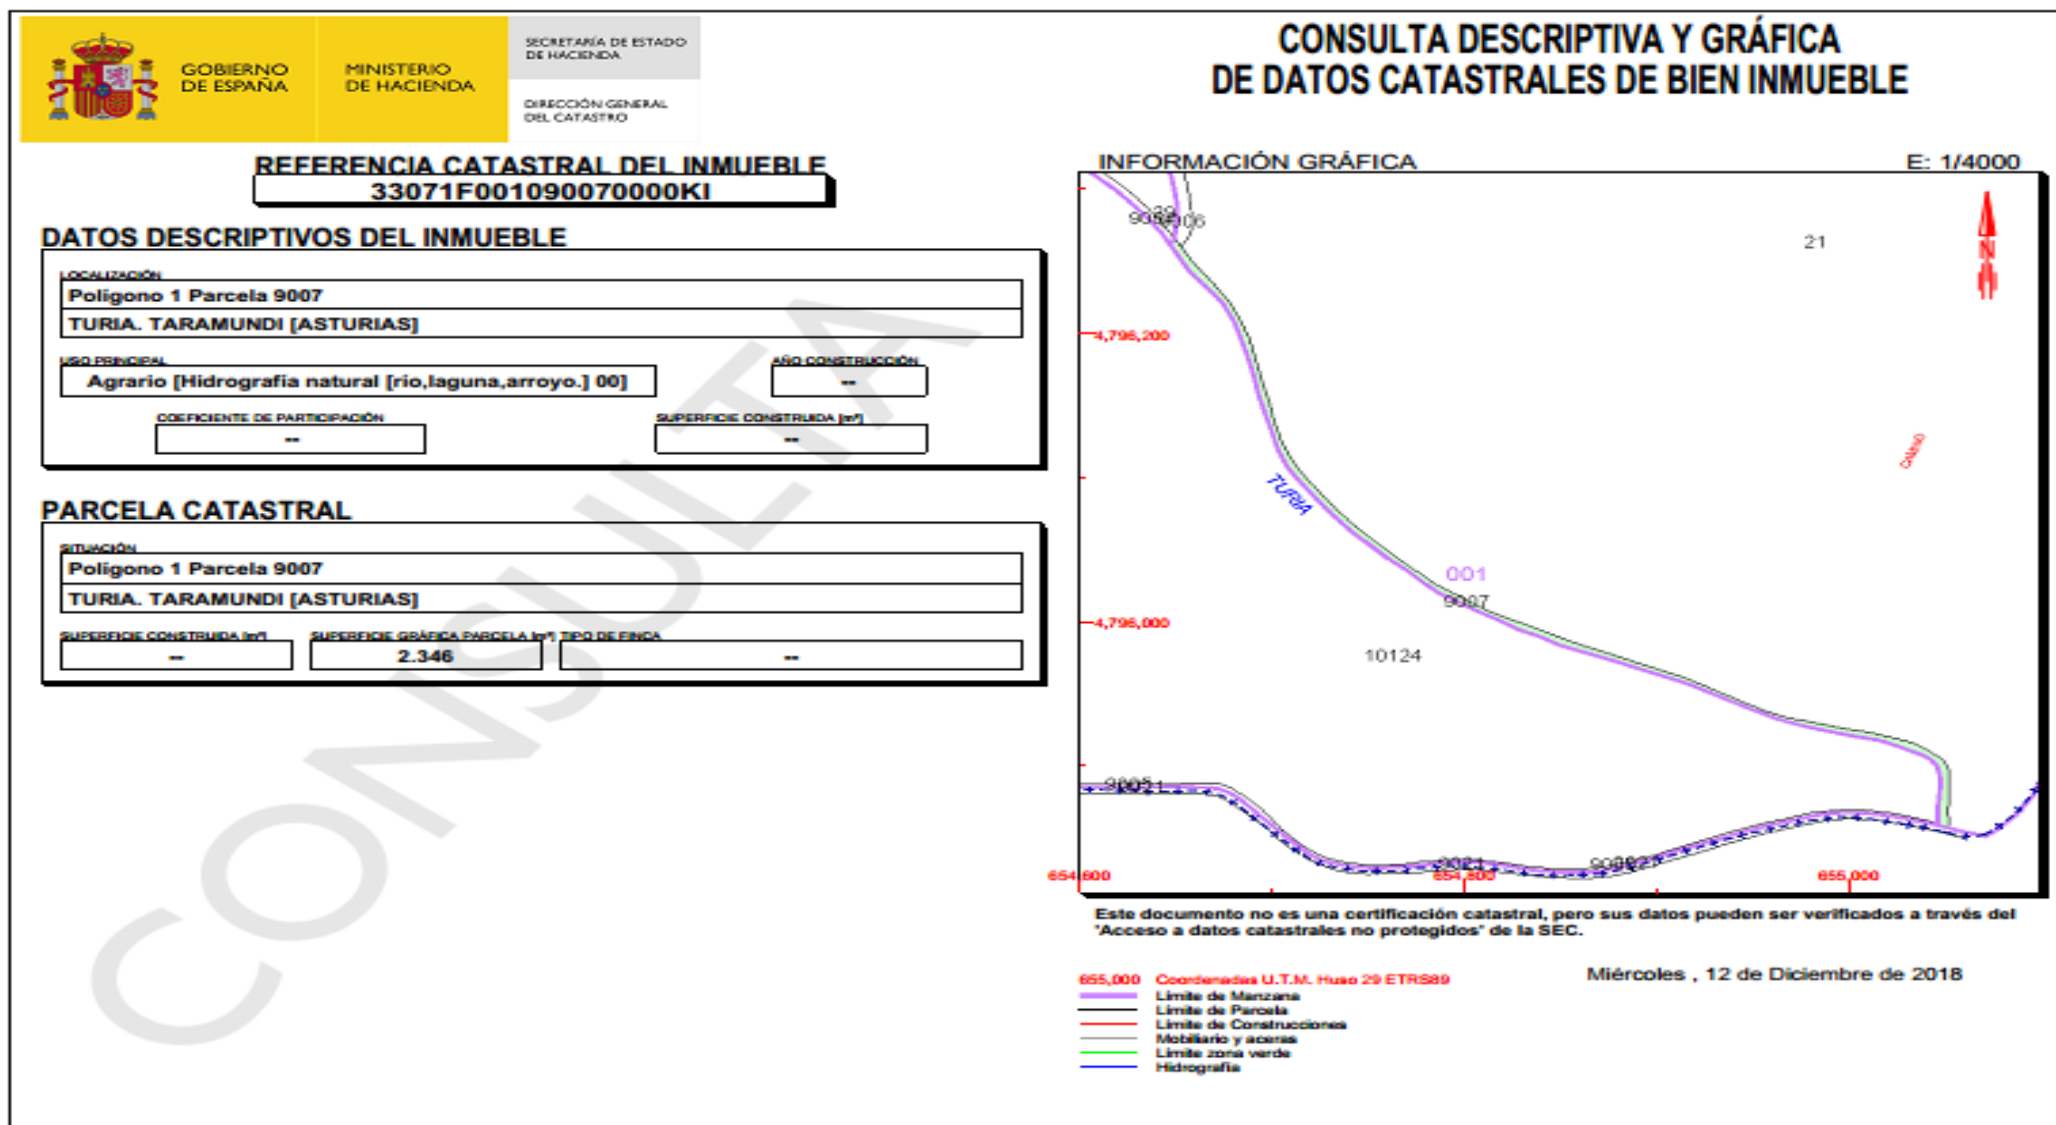 GOBIERNO
DE ESPAÑA
MINISTERIO
DE HACIENDA
SECRETARÍA DE ESTADO
DE HACIENDA
DIRECCIÓN GENERAL
DEL CATASTRO
CONSULTA DESCRIPTIVA Y GRÁFICA
DE DATOS CATASTRALES DE BIEN INMUEBLE
REFERENCIA CATASTRAL DEL INMUEBLE
33071F001090070000KI
DATOS DESCRIPTIVOS DEL INMUEBLE
LOCALIZACIÓN
Polígono 1 Parcela 9007
TURIA. TARAMUNDI [ASTURIAS]
USO PRINCIPAL
AÑO CONSTRUCCIÓN
Agrario [Hidrografía natural [río,laguna,arroyo.] 00]
--
COEFICIENTE DE PARTICIPACIÓN
SUPERFICIE CONSTRUIDA [m²]
--
--
PARCELA CATASTRAL
SITUACIÓN
Polígono 1 Parcela 9007
TURIA. TARAMUNDI [ASTURIAS]
SUPERFICIE CONSTRUIDA [m²]
SUPERFICIE GRÁFICA PARCELA [m²]
TIPO DE FINCA
--
2.346
--
CONSULTA
INFORMACIÓN GRÁFICA
E: 1/4000
21
N
4,796,200
TURIA
001
9007
4,796,000
10124
9021
654,600
654,800
655,000
Este documento no es una certificación catastral, pero sus datos pueden ser verificados a través del
'Acceso a datos catastrales no protegidos' de la SEC.
655,000 Coordenadas U.T.M. Huso 29 ETRS89
Miércoles , 12 de Diciembre de 2018
Límite de Manzana
Límite de Parcela
Límite de Construcciones
Mobiliario y aceras
Límite zona verde
Hidrografía